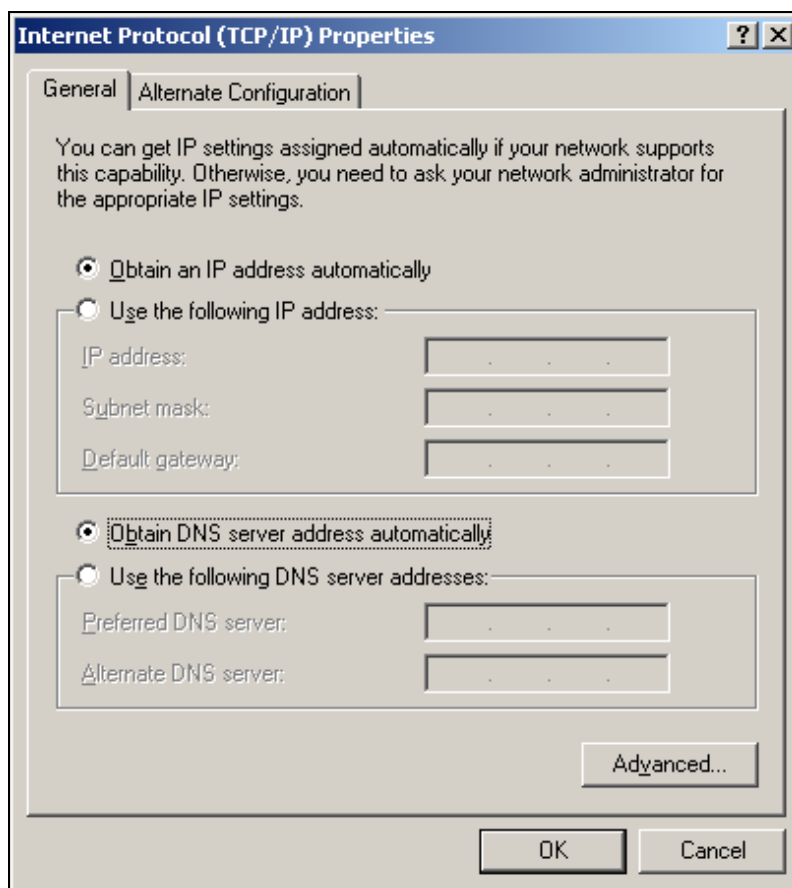 Internet Protocol (TCP/IP) Properties
General
Alternate Configuration
You can get IP settings assigned automatically if your network supports
this capability. Otherwise, you need to ask your network administrator for
the appropriate IP settings.
Obtain an IP address automatically
Use the following IP address:
IP address:
Subnet mask:
Default gateway:
Obtain DNS server address automatically
Use the following DNS server addresses:
Preferred DNS server:
Alternate DNS server:
Advanced...
OK
Cancel